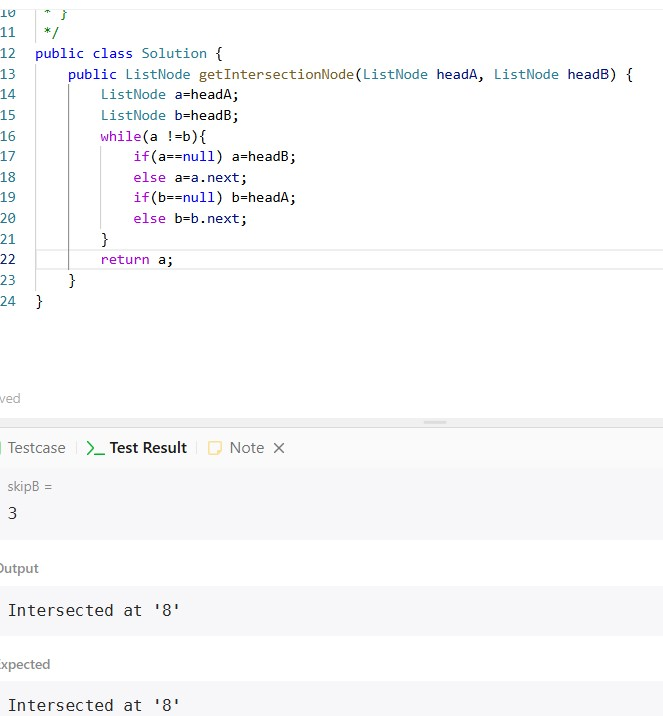 10 * }
11 */
12 public class Solution {
13 public ListNode getIntersectionNode(ListNode headA, ListNode headB) {
14 ListNode a=headA;
15 ListNode b=headB;
16 while(a !=b){
17 if(a==null) a=headB;
18 else a=a.next;
19 if(b==null) b=headA;
20 else b=b.next;
21 }
22 return a;
23 }
24 }
ved
Testcase >_ Test Result Note ×
skipB =
3
Output
Intersected at '8'
Expected
Intersected at '8'